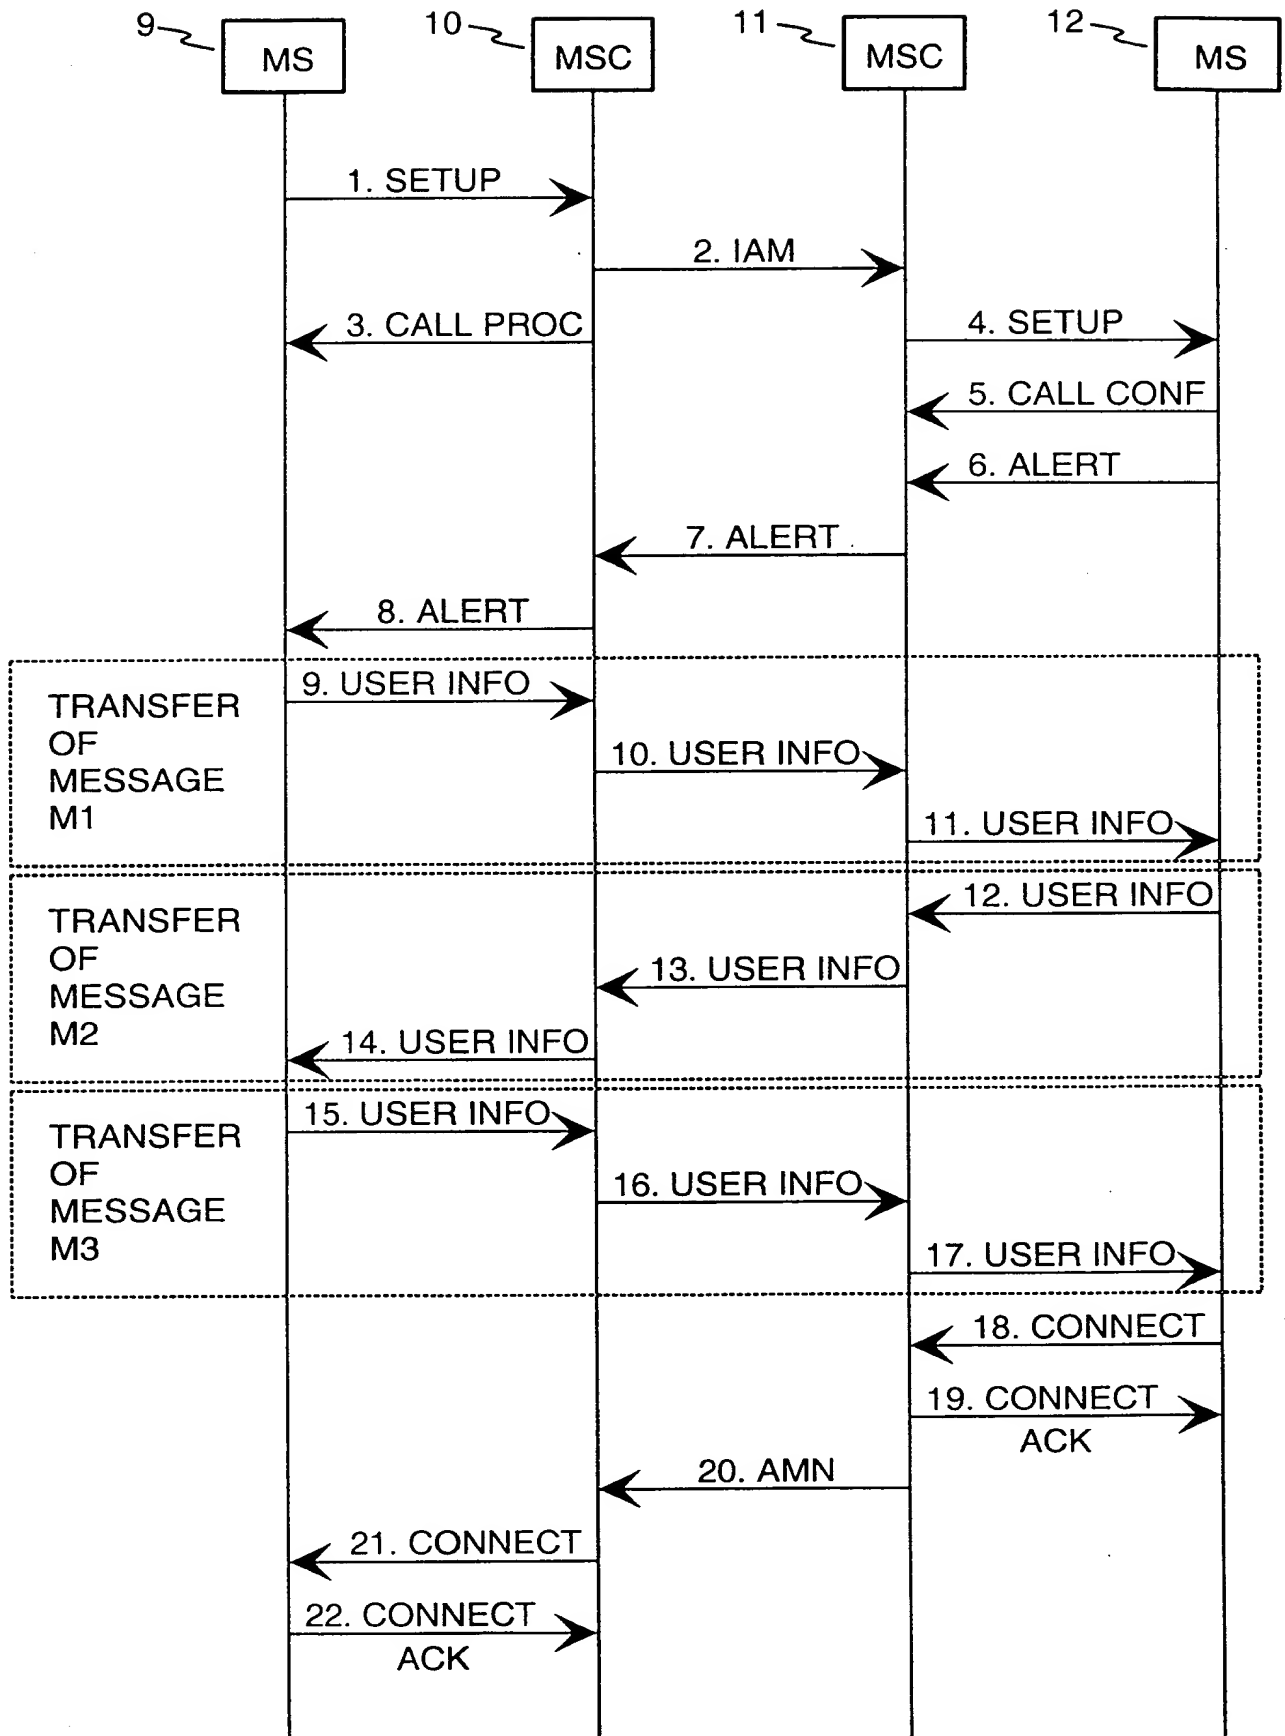 9 10 11 12
MS MSC MSC MS
1. SETUP
2. IAM
3. CALL PROC
4. SETUP
5. CALL CONF
6. ALERT
7. ALERT
8. ALERT
TRANSFER
OF
MESSAGE
M1
9. USER INFO
10. USER INFO
11. USER INFO
TRANSFER
OF
MESSAGE
M2
12. USER INFO
13. USER INFO
14. USER INFO
TRANSFER
OF
MESSAGE
M3
15. USER INFO
16. USER INFO
17. USER INFO
18. CONNECT
19. CONNECT
ACK
20. AMN
21. CONNECT
22. CONNECT
ACK